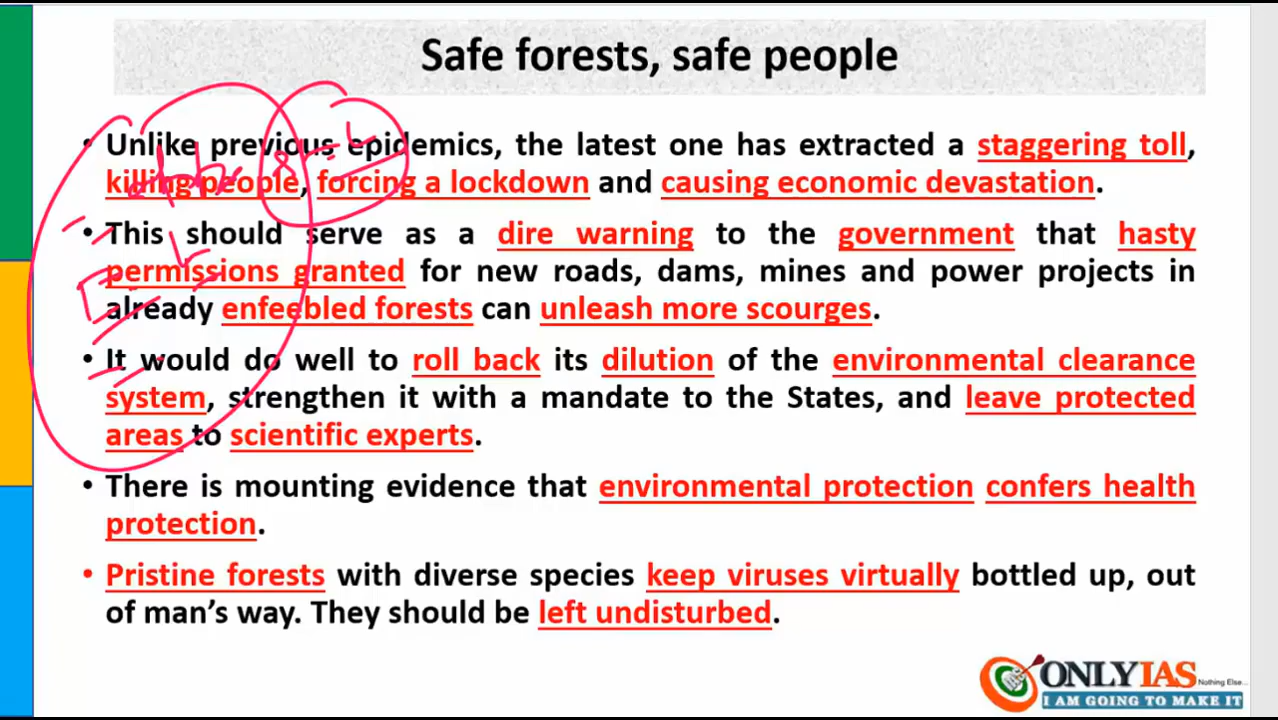 Safe forests, safe people
• Unlike previous epidemics, the latest one has extracted a staggering toll,
killing people, forcing a lockdown and causing economic devastation.
• This should serve as a dire warning to the government that hasty
permissions granted for new roads, dams, mines and power projects in
already enfeebled forests can unleash more scourges.
• It would do well to roll back its dilution of the environmental clearance
system, strengthen it with a mandate to the States, and leave protected
areas to scientific experts.
• There is mounting evidence that environmental protection confers health
protection.
• Pristine forests with diverse species keep viruses virtually bottled up, out
of man’s way. They should be left undisturbed.
ONLYIAS Nothing Else...
I AM GOING TO MAKE IT